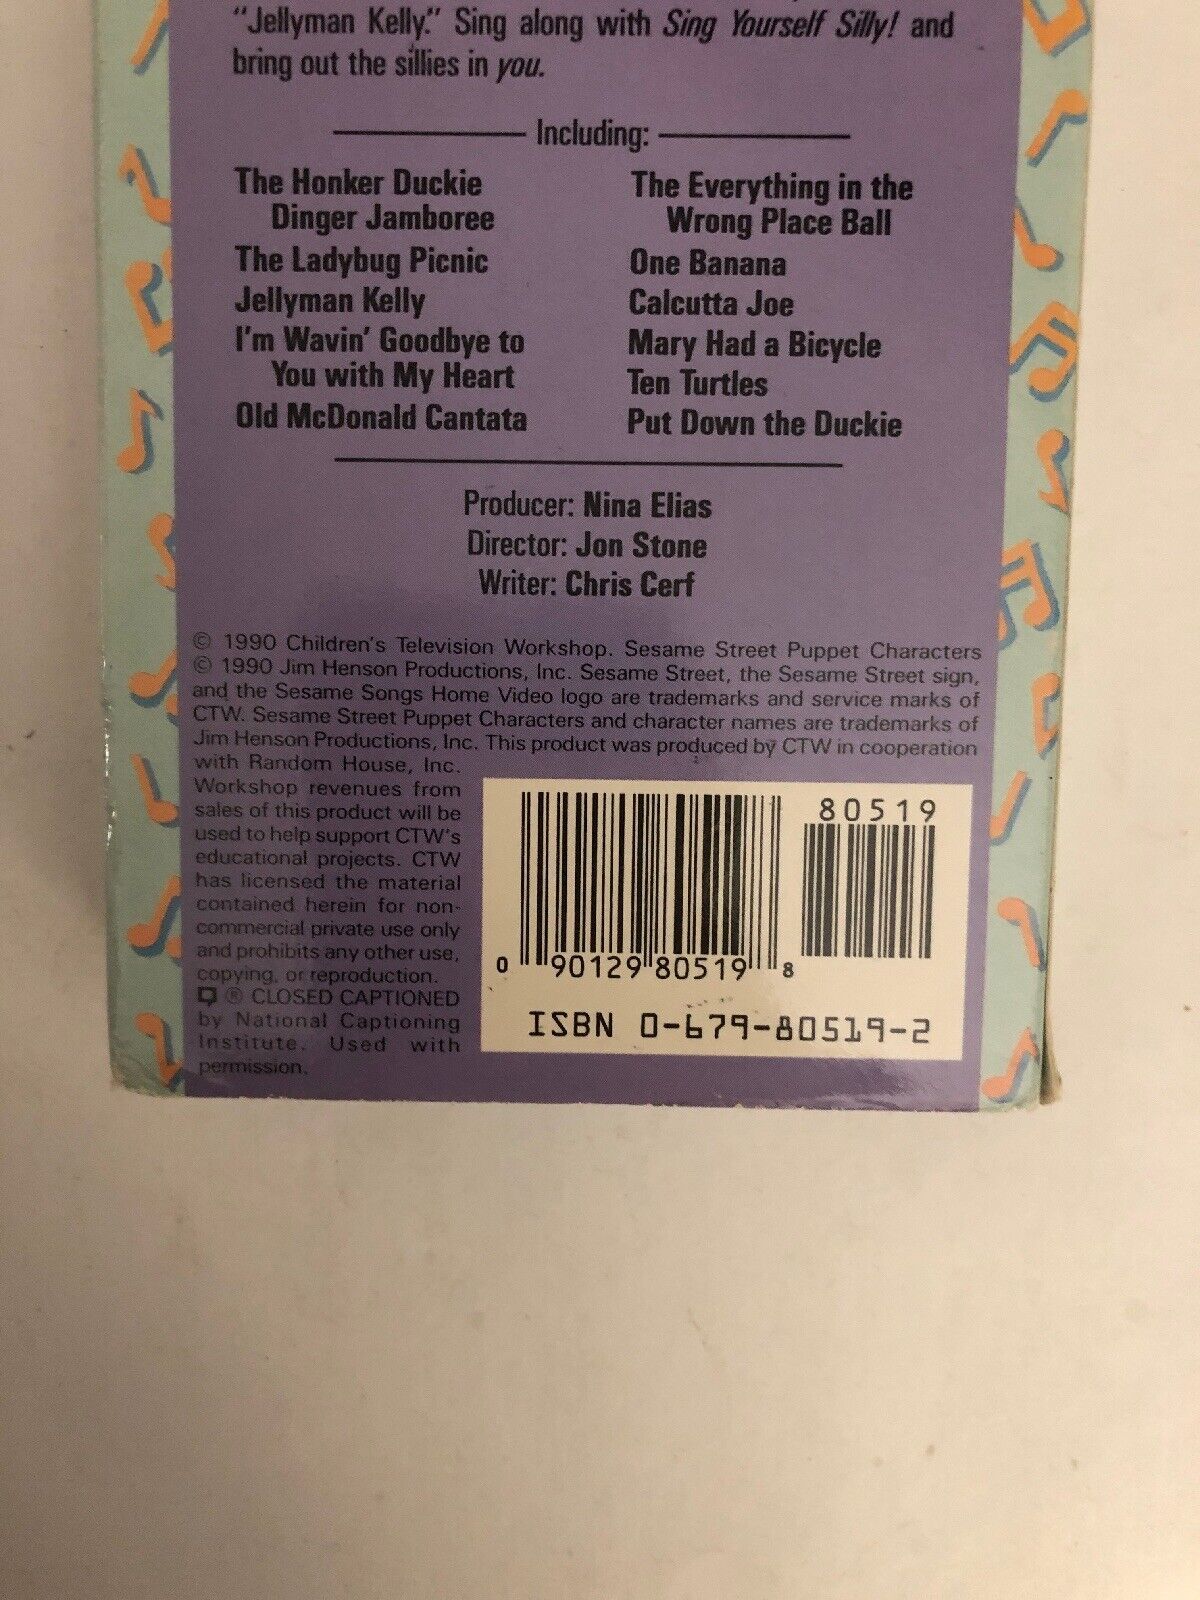 "Jellyman Kelly." Sing along with Sing Yourself Silly! and
bring out the sillies in you.
Including:
The Honker Duckie
Dinger Jamboree
The Ladybug Picnic
Jellyman Kelly
I'm Wavin' Goodbye to
You with My Heart
Old McDonald Cantata
The Everything in the
Wrong Place Ball
One Banana
Calcutta Joe
Mary Had a Bicycle
Ten Turtles
Put Down the Duckie
Producer: Nina Elias
Director: Jon Stone
Writer: Chris Cerf
© 1990 Children's Television Workshop. Sesame Street Puppet Characters
© 1990 Jim Henson Productions, Inc. Sesame Street, the Sesame Street sign,
and the Sesame Songs Home Video logo are trademarks and service marks of
CTW. Sesame Street Puppet Characters and character names are trademarks of
Jim Henson Productions, Inc. This product was produced by CTW in cooperation
with Random House, Inc.
Workshop revenues from
sales of this product will be
used to help support CTW's
educational projects. CTW
has licensed the material
contained herein for non-
commercial private use only
and prohibits any other use,
copying, or reproduction.
® CLOSED CAPTIONED
by National Captioning
Institute. Used with
permission.
80519
0 90129 80519 8
ISBN 0-679-80519-2